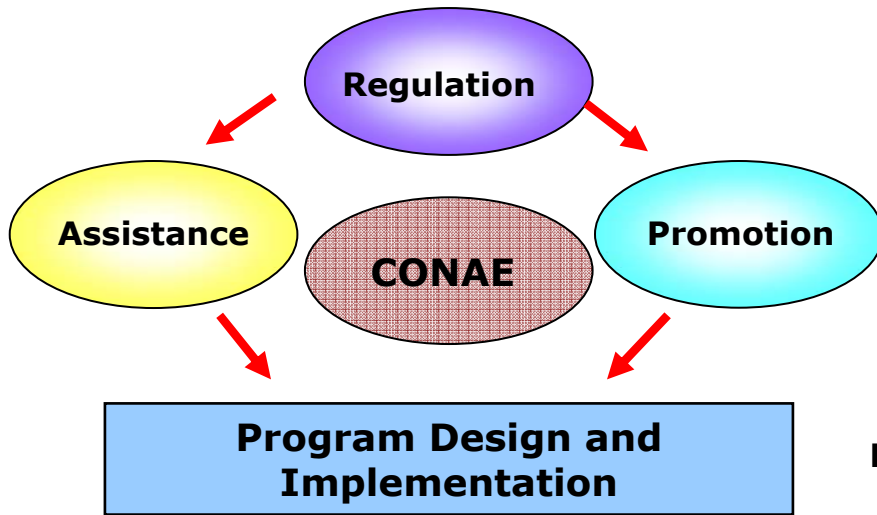 Regulation
Assistance
Promotion
CONAE
Program Design and
Implementation